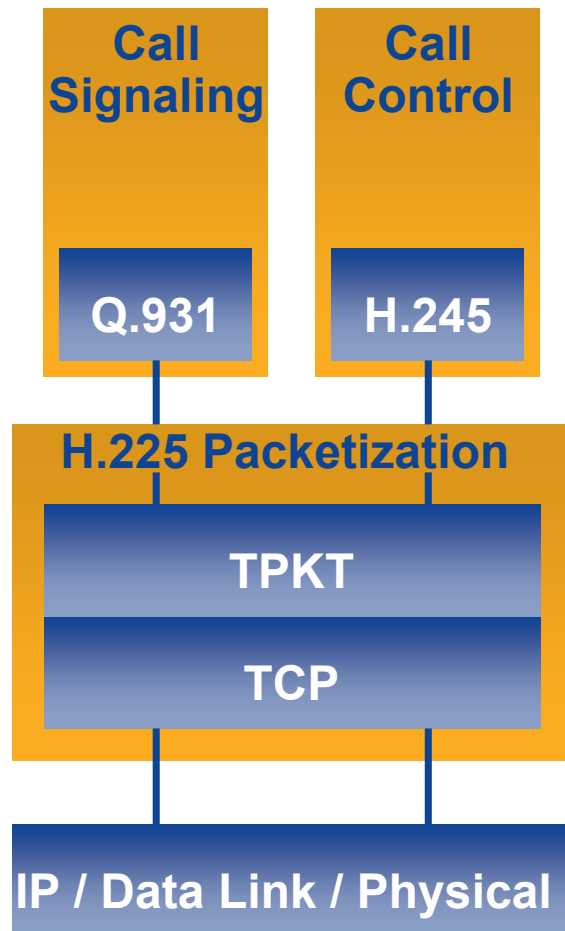 Call
Signaling
Call
Control
Q.931
H.245
H.225 Packetization
TPKT
TCP
IP / Data Link / Physical